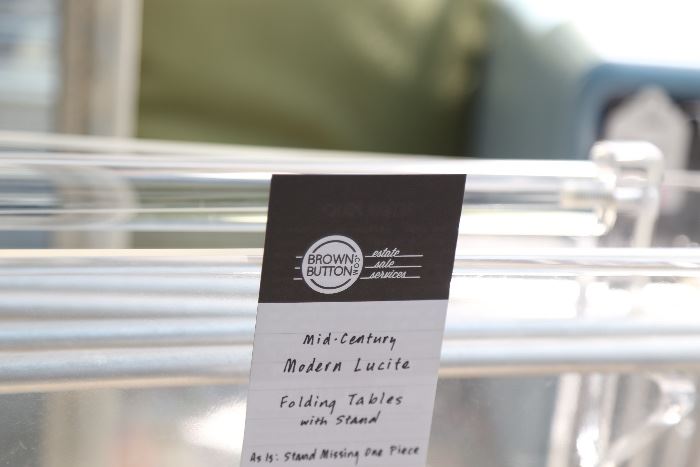 BROWN
BUTTON
.COM
estate
sale
services
Mid-Century
Modern Lucite
Folding Tables
with Stand
As Is: Stand Missing One Piece